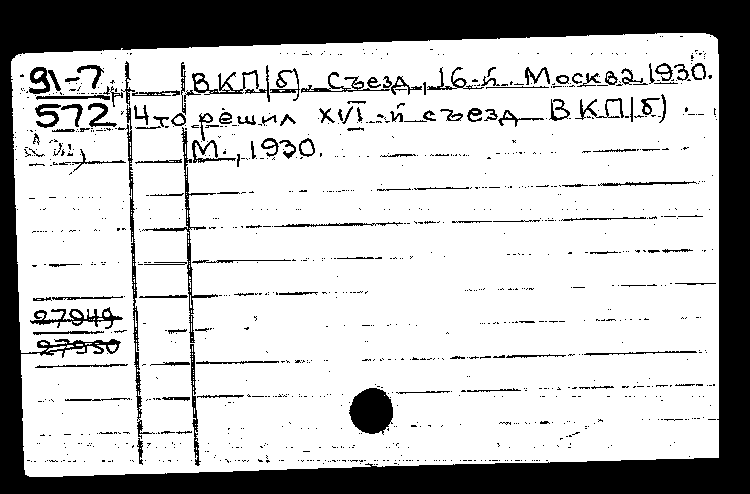 91-7 ВКП(б). Съезд, 16-й. Москва, 1930.
572 Что решил XVI-й съезд ВКП(б).
М., 1930.
27949
27950